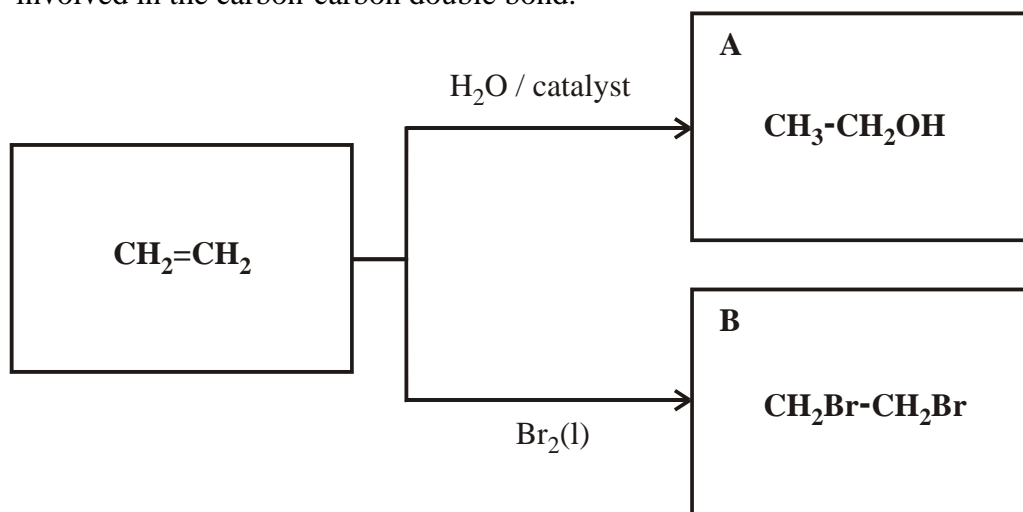 involved in the carbon-carbon double bond.
A
H₂O / catalyst
CH₃-CH₂OH
CH₂=CH₂
B
CH₂Br-CH₂Br
Br₂(l)